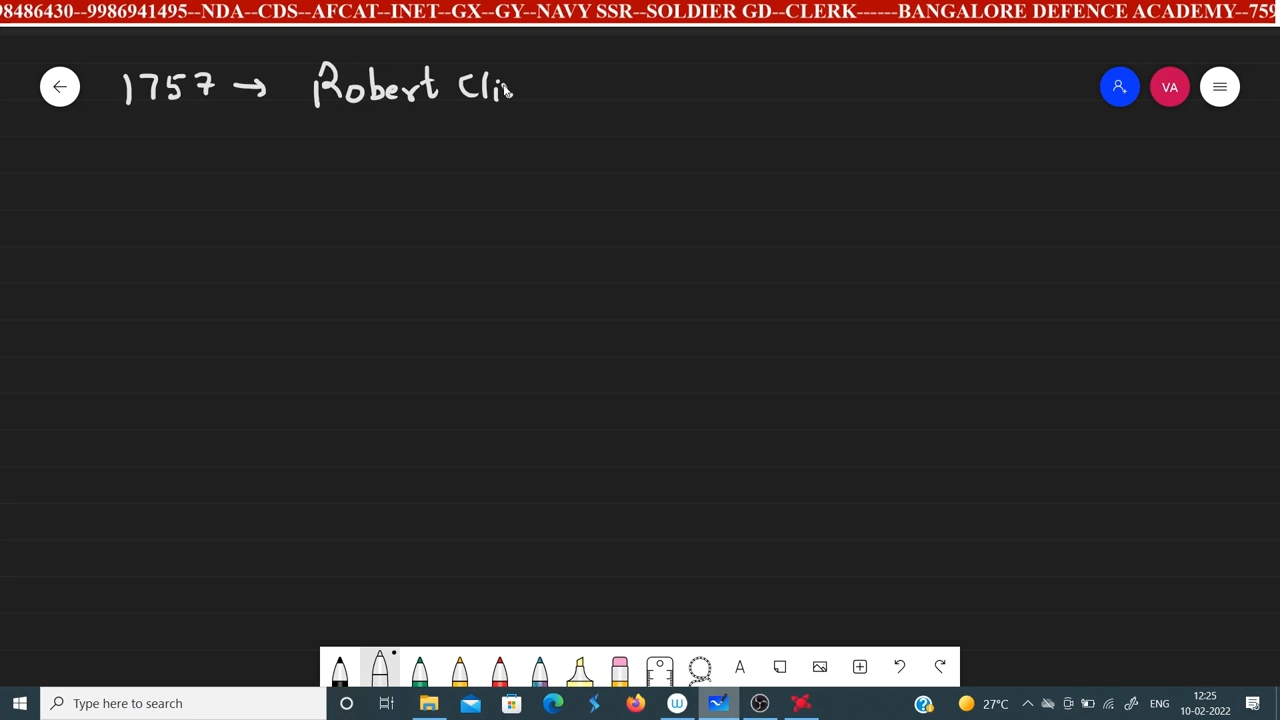 98486430--9986941495--NDA--CDS--AFCAT--INET--GX--GY--NAVY SSR--SOLDIER GD--CLERK------BANGALORE DEFENCE ACADEMY--759
1757 → Robert Cli
VA
A
Type here to search
27°C
ENG
12:25
10-02-2022